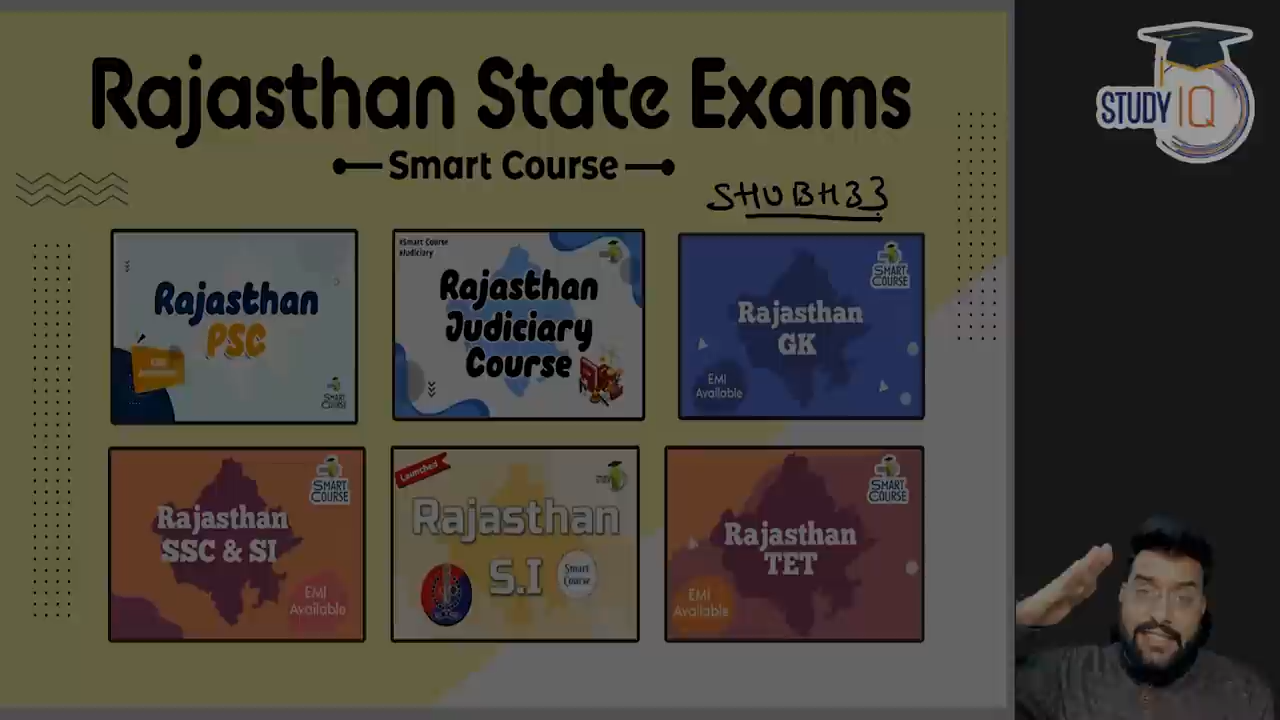 Rajasthan State Exams
Smart Course
SHUBH33
STUDY IQ
Rajasthan
PSC
SMART
COURSE
#Smart Course
#Judiciary
Rajasthan
Judiciary
Course
SMART
COURSE
Rajasthan
GK
EMI
Available
SMART
COURSE
Rajasthan
SSC & SI
EMI
Available
Launched
Rajasthan
S.I
Smart
Course
SMART
COURSE
Rajasthan
TET
EMI
Available